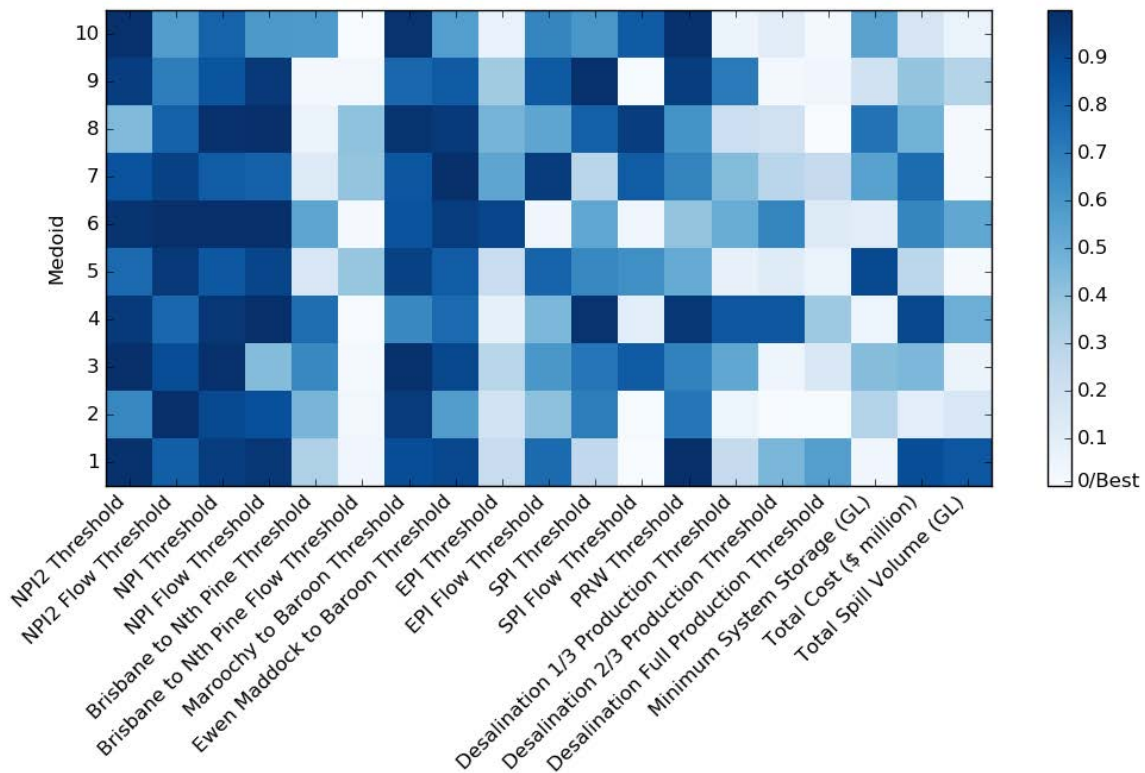 10
9
8
7
6
5
4
3
2
1
Medoid
NPI2 Threshold
NPI2 Flow Threshold
NPI Threshold
NPI Flow Threshold
Brisbane to Nth Pine Threshold
Brisbane to Nth Pine Flow Threshold
Maroochy to Baroon Threshold
Ewen Maddock to Baroon Threshold
EPI Threshold
EPI Flow Threshold
SPI Threshold
SPI Flow Threshold
PRW Threshold
Desalination 1/3 Production Threshold
Desalination 2/3 Production Threshold
Desalination Full Production Threshold
Minimum System Storage (GL)
Total Cost ($ million)
Total Spill Volume (GL)
0.9
0.8
0.7
0.6
0.5
0.4
0.3
0.2
0.1
0/Best